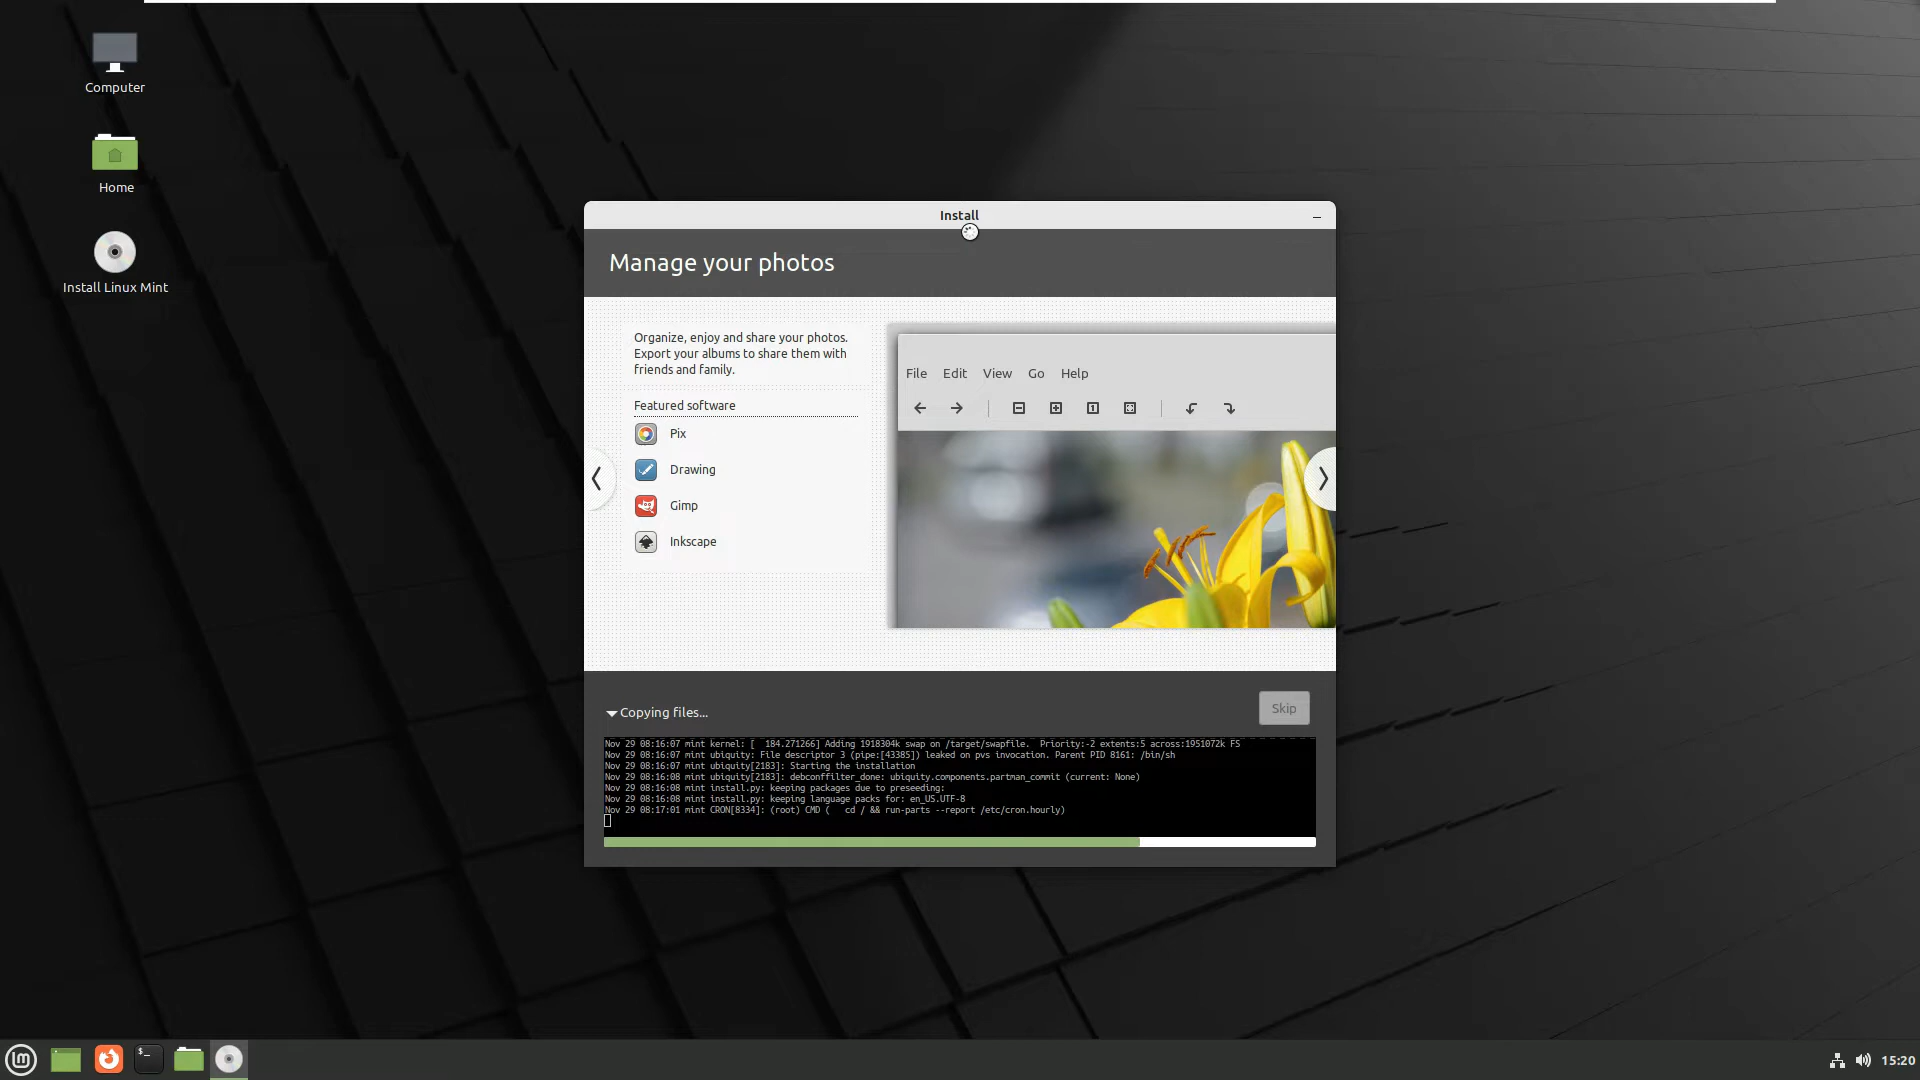 Computer
Home
Install Linux Mint
Install
Manage your photos
Organize, enjoy and share your photos.
Export your albums to share them with
friends and family.
Featured software
Pix
Drawing
Gimp
Inkscape
File Edit View Go Help
Copying files...
Skip
Nov 29 08:16:07 mint kernel: [  184.271266] Adding 1918304k swap on /target/swapfile.  Priority:-2 extents:5 across:1951072k FS
Nov 29 08:16:07 mint ubiquity: File descriptor 3 (pipe:[43385]) leaked on pvs invocation. Parent PID 8161: /bin/sh
Nov 29 08:16:07 mint ubiquity[2183]: Starting the installation
Nov 29 08:16:08 mint ubiquity[2183]: debconffilter_done: ubiquity.components.partman_commit (current: None)
Nov 29 08:16:08 mint install.py: keeping packages due to preseeding:
Nov 29 08:16:08 mint install.py: keeping language packs for: en_US.UTF-8
Nov 29 08:17:01 mint CRON[8334]: (root) CMD (   cd / && run-parts --report /etc/cron.hourly)
15:20